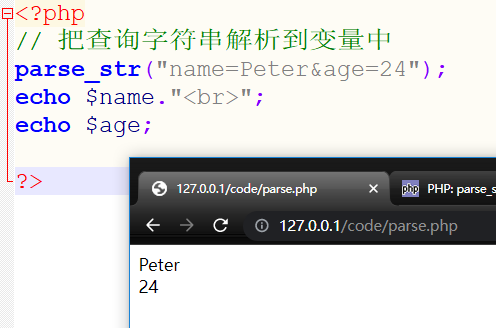 <?php
// 把查询字符串解析到变量中
parse_str("name=Peter&age=24");
echo $name."<br>";
echo $age;
?>
127.0.0.1/code/parse.php
php PHP: parse_s
127.0.0.1/code/parse.php
Peter
24